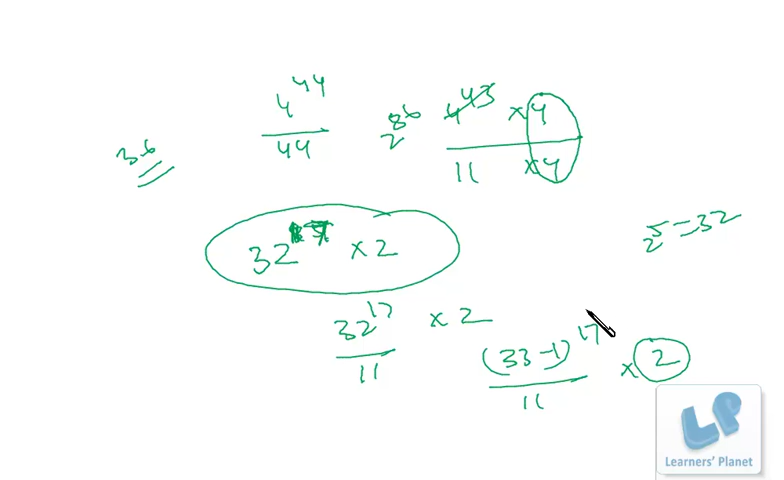 4^44 / 44
2^86 4^43 ×4 / 11 ×4
36
32^17 ×2
2^5=32
32^17 / 11 ×2
(33-1)^17 / 11 ×2
LP
Learners' Planet